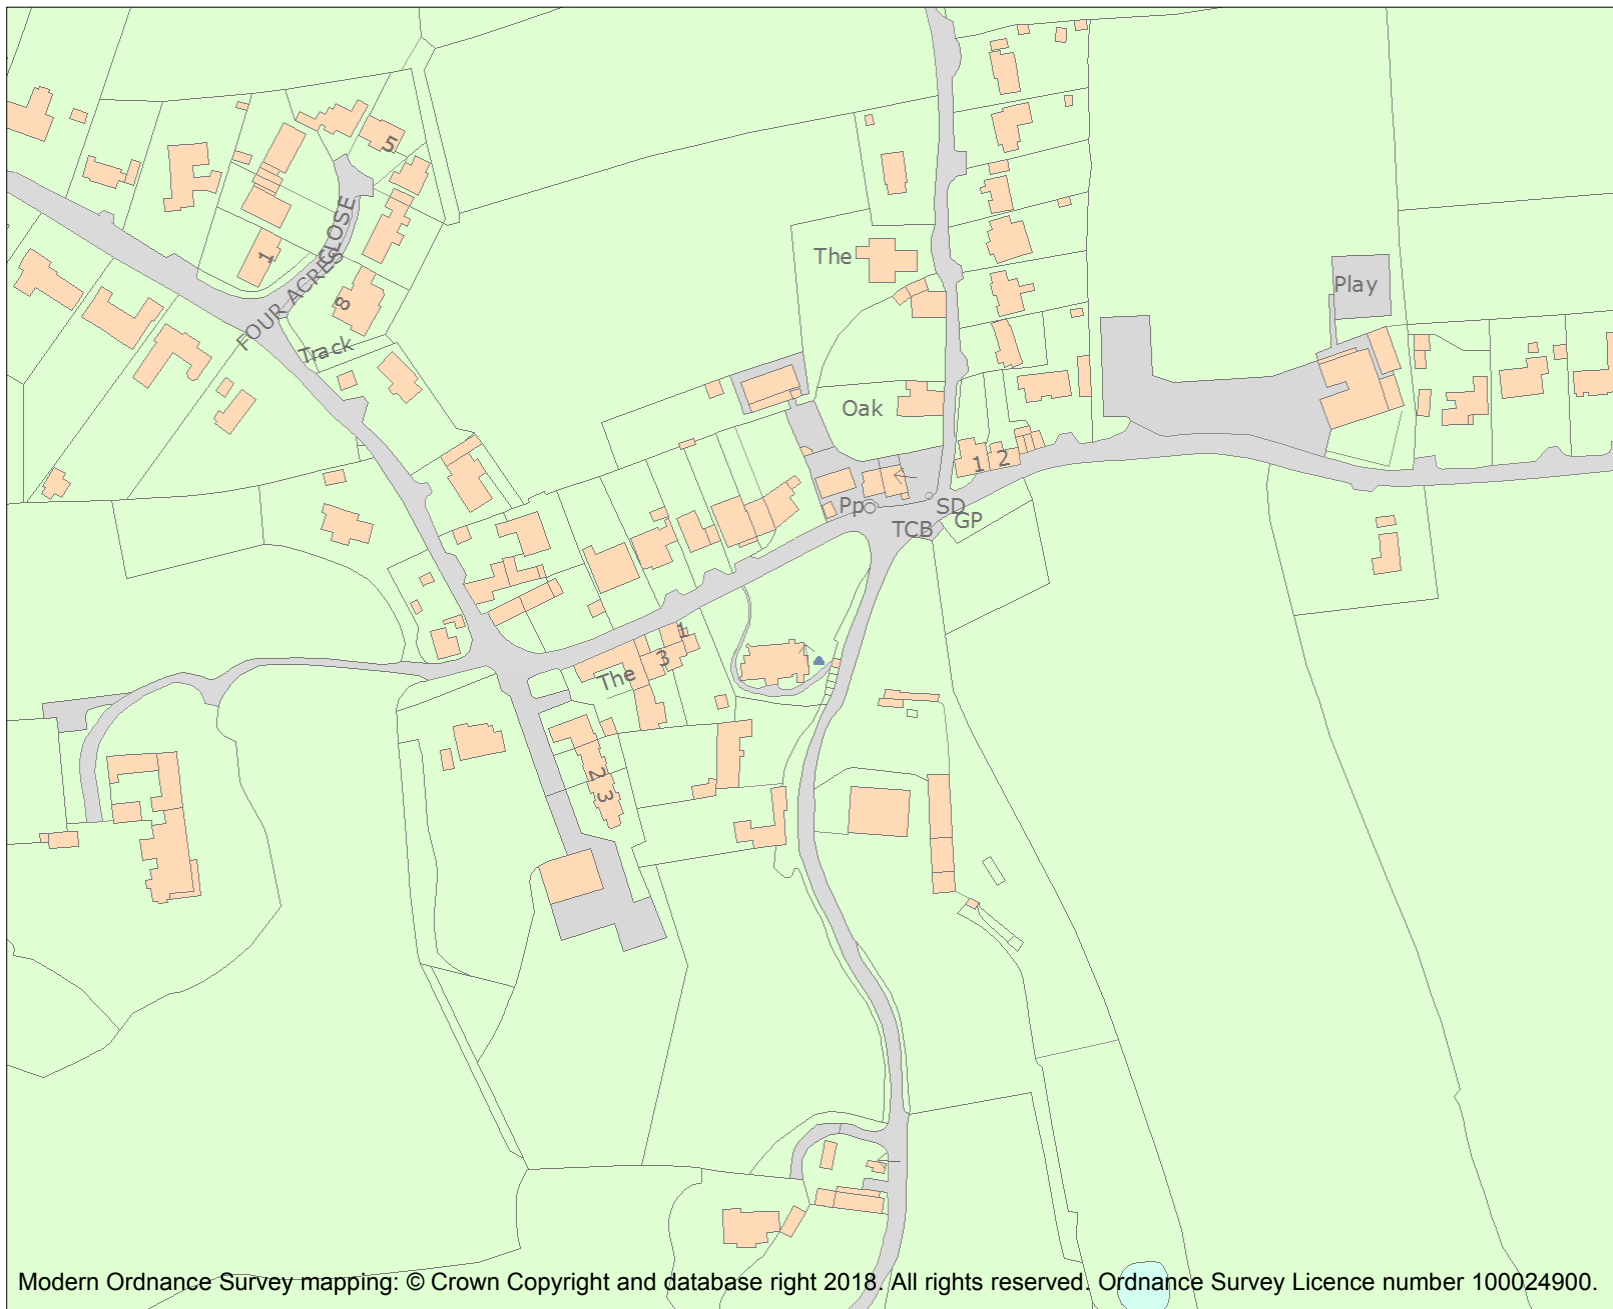 5
FOUR ACRES CLOSE
1
8
Track
The
Play
Oak
1 2
Pp
SD
GP
TCB
1
3
The
2
3
Modern Ordnance Survey mapping: © Crown Copyright and database right 2018. All rights reserved. Ordnance Survey Licence number 100024900.